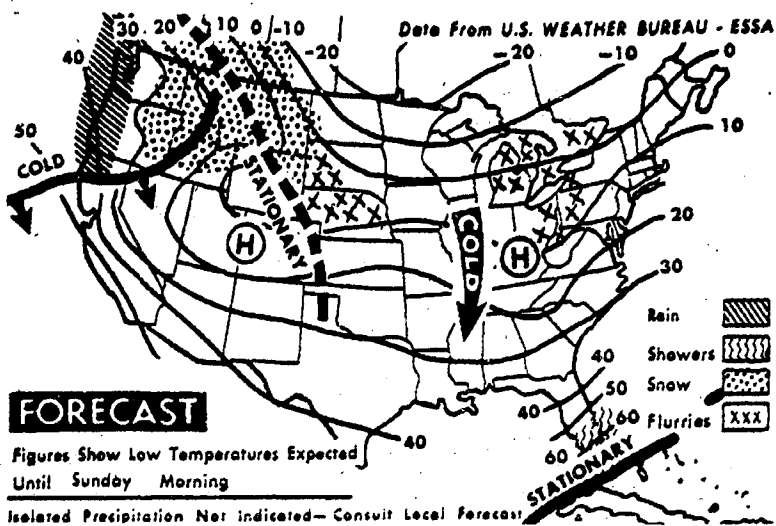 30 20 10 0 -10
Data From U.S. WEATHER BUREAU - ESSA
40 -20 -20 -10 0
10
50
COLD
STATIONARY
20
H COLD H
30
Rain
Showers
Snow
Flurries
XXX
40
50
40
60
60
STATIONARY
40
FORECAST
Figures Show Low Temperatures Expected
Until Sunday Morning
Isolated Precipitation Not Indicated— Consult Local Forecast